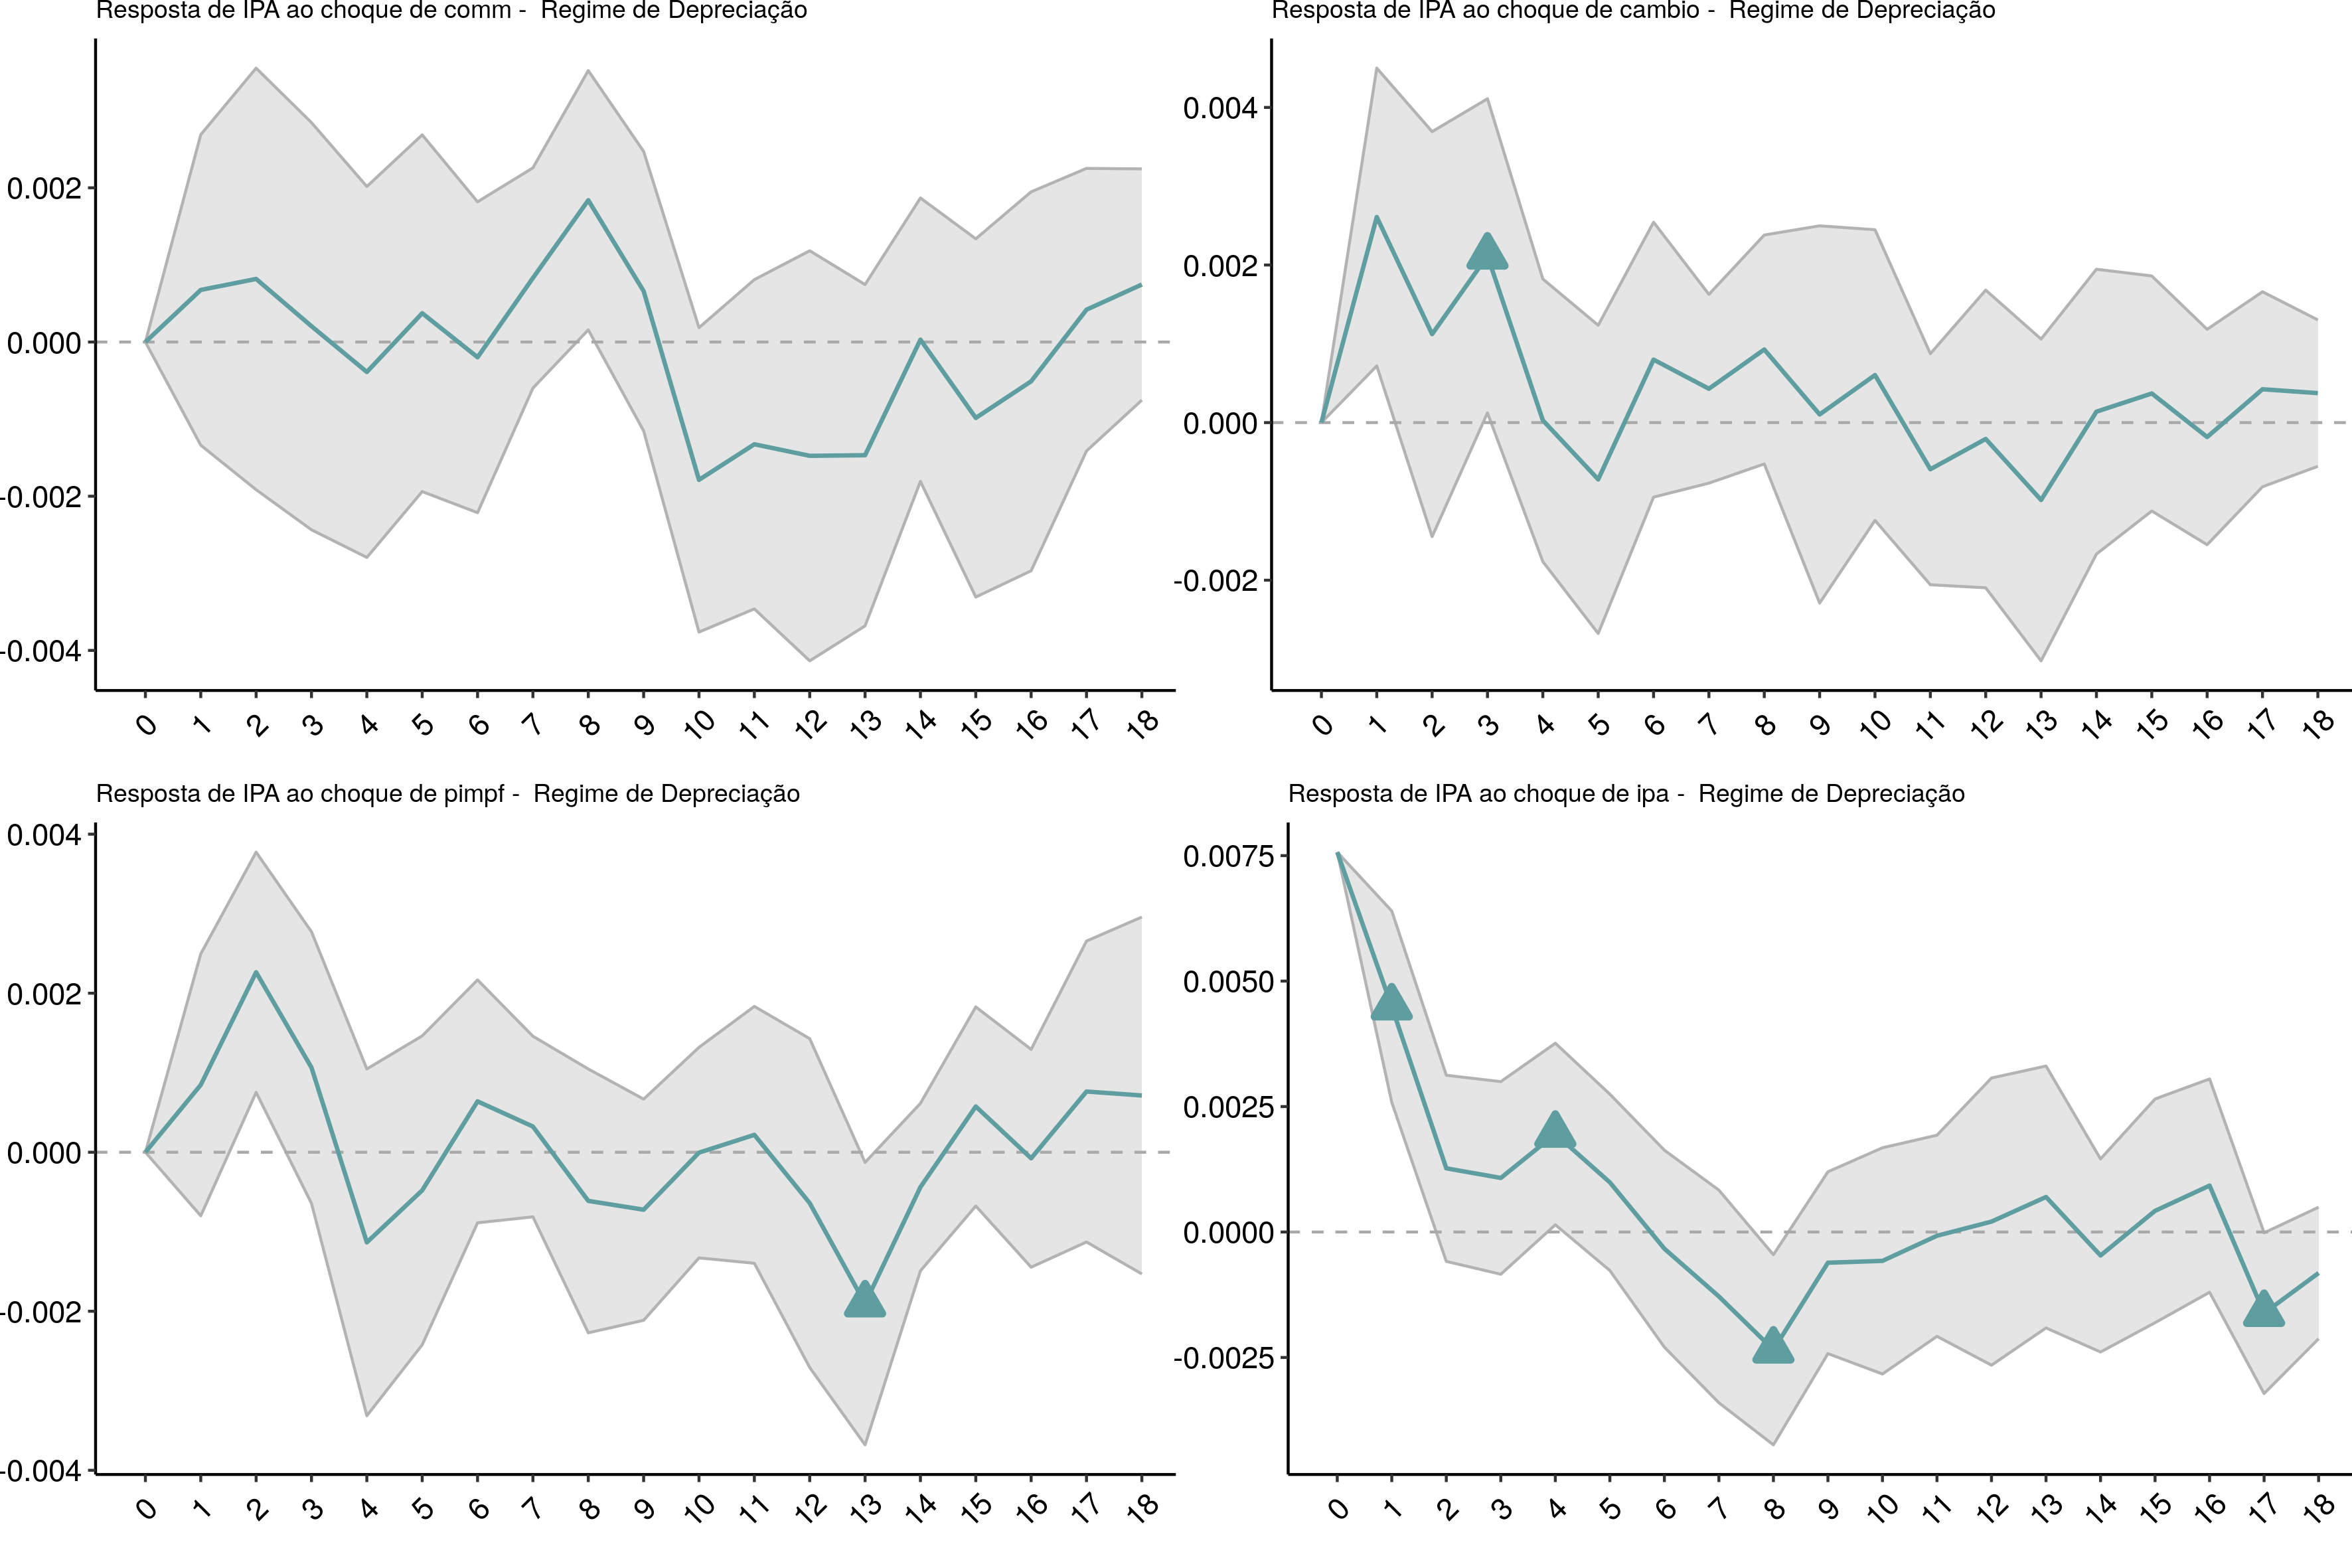 Resposta de IPA ao choque de comm -  Regime de Depreciação
0.002
0.000
-0.002
-0.004
0 1 2 3 4 5 6 7 8 9 10 11 12 13 14 15 16 17 18
Resposta de IPA ao choque de cambio -  Regime de Depreciação
0.004
0.002
0.000
-0.002
0 1 2 3 4 5 6 7 8 9 10 11 12 13 14 15 16 17 18
Resposta de IPA ao choque de pimpf -  Regime de Depreciação
0.004
0.002
0.000
-0.002
-0.004
0 1 2 3 4 5 6 7 8 9 10 11 12 13 14 15 16 17 18
Resposta de IPA ao choque de ipa -  Regime de Depreciação
0.0075
0.0050
0.0025
0.0000
-0.0025
0 1 2 3 4 5 6 7 8 9 10 11 12 13 14 15 16 17 18